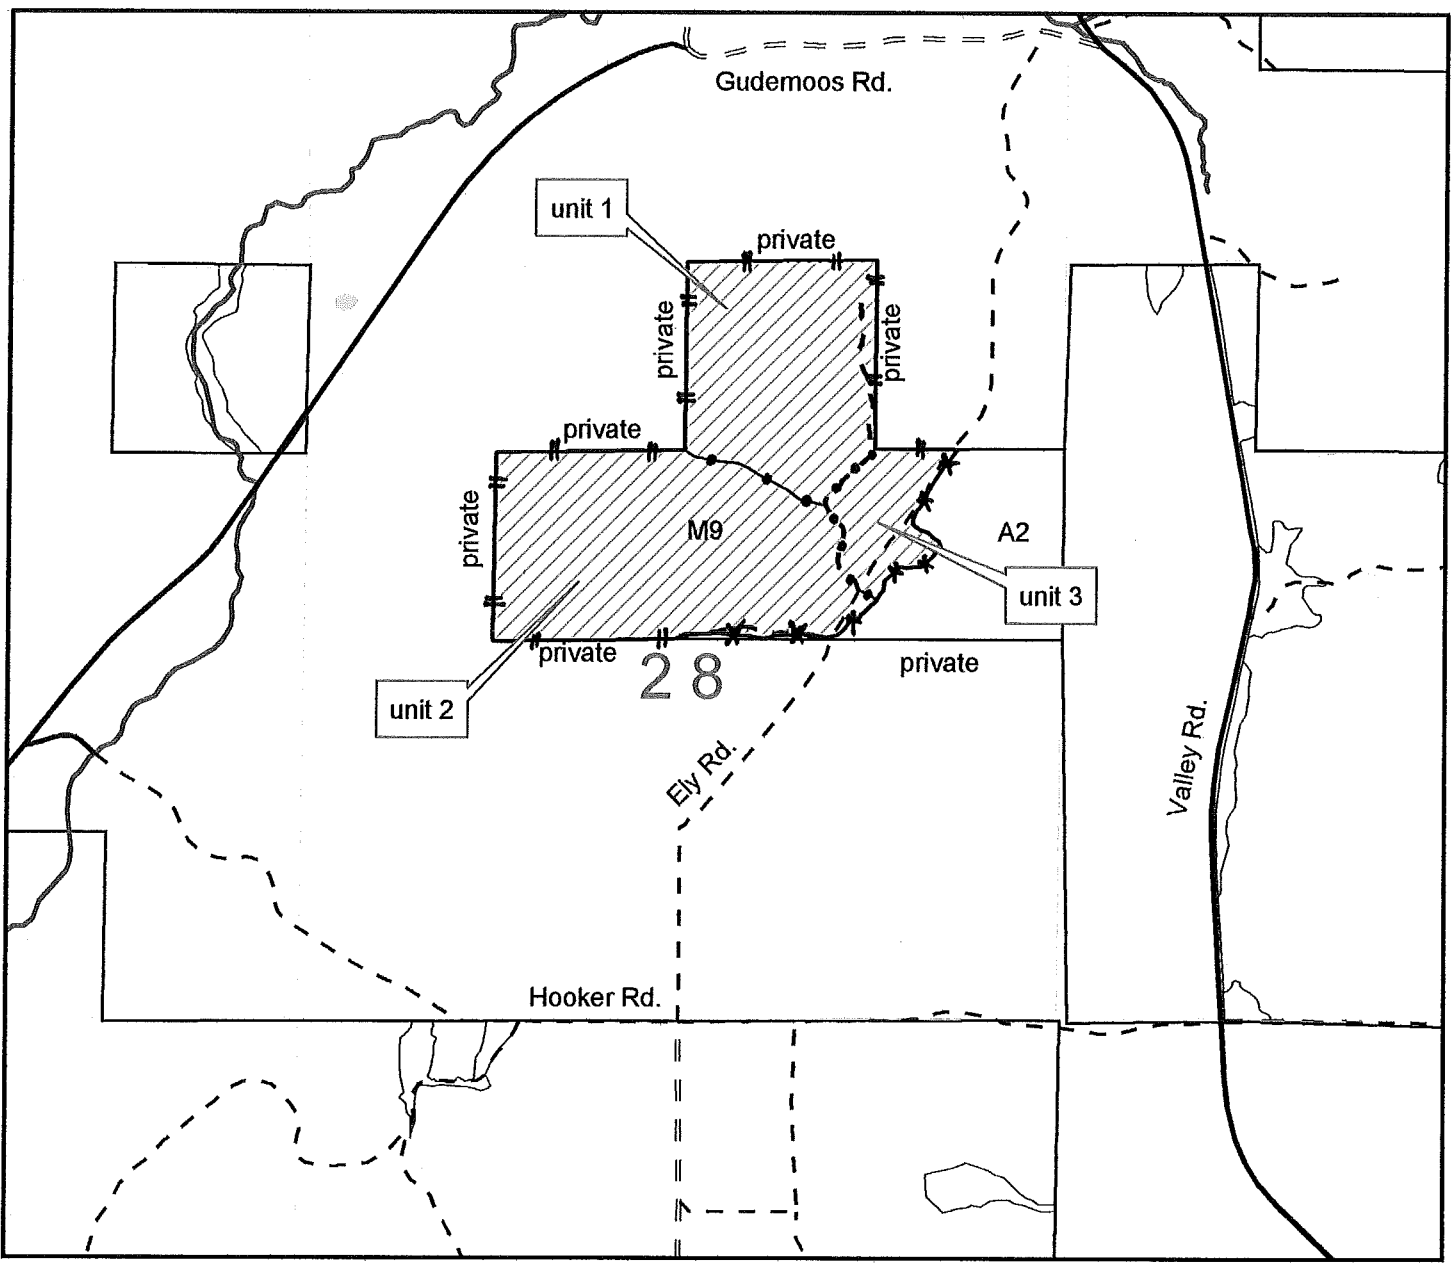 Gudemoos Rd.
unit 1
private
private
private
private
private
M9
A2
unit 3
private
28
private
unit 2
Ely Rd.
Valley Rd.
Hooker Rd.